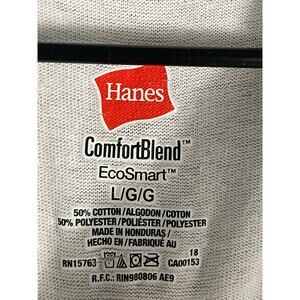 Hanes
ComfortBlend™
EcoSmart™
L/G/G
50% COTTON/ALGODON/COTON
50% POLYESTER/POLIÉSTER/POLYESTER
MADE IN HONDURAS/
HECHO EN/FABRIQUÉ AU
18
RN15763 CA00153
R.F.C.: RIN980806 AE9